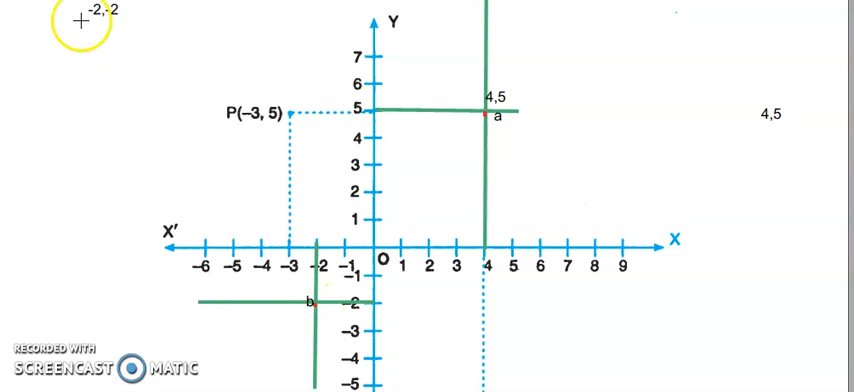 -2,-2
Y
7
6
4,5
P(–3, 5)
5
a
4,5
4
3
2
1
X′
X
O
–6 –5 –4 –3 –2 –1 1 2 3 4 5 6 7 8 9
–1
b
–2
–3
RECORDED WITH
SCREENCAST MATIC
–4
–5